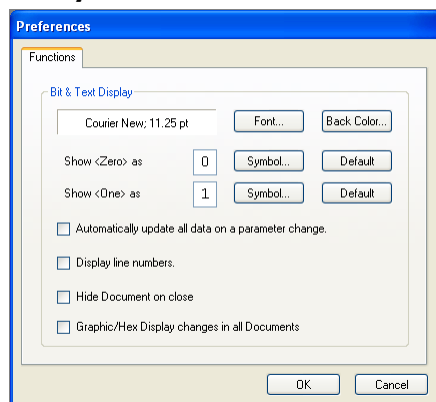 Preferences
Functions
Bit & Text Display
Courier New; 11.25 pt Font... Back Color...
Show <Zero> as 0 Symbol... Default
Show <One> as 1 Symbol... Default
Automatically update all data on a parameter change.
Display line numbers.
Hide Document on close
Graphic/Hex Display changes in all Documents
OK Cancel